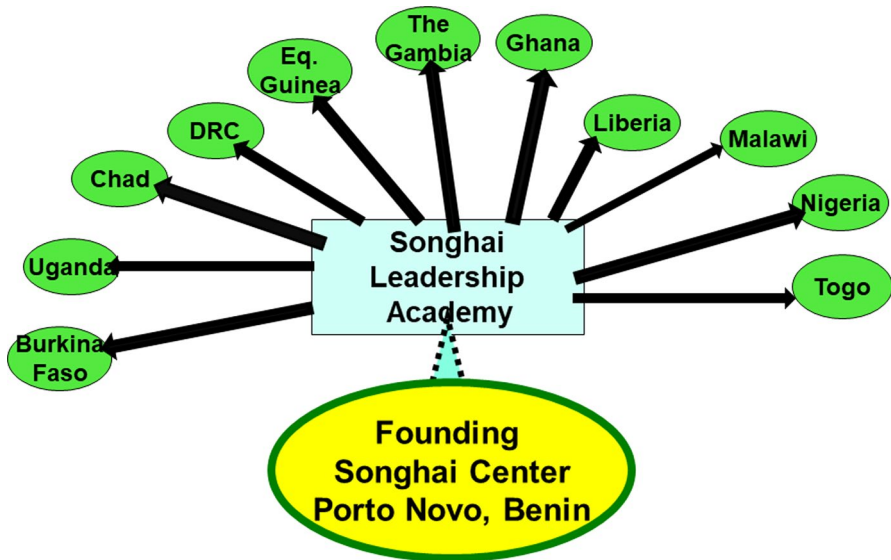 The
Gambia
Ghana
Eq.
Guinea
DRC
Liberia
Malawi
Chad
Nigeria
Uganda
Togo
Burkina
Faso
Songhai
Leadership
Academy
Founding
Songhai Center
Porto Novo, Benin